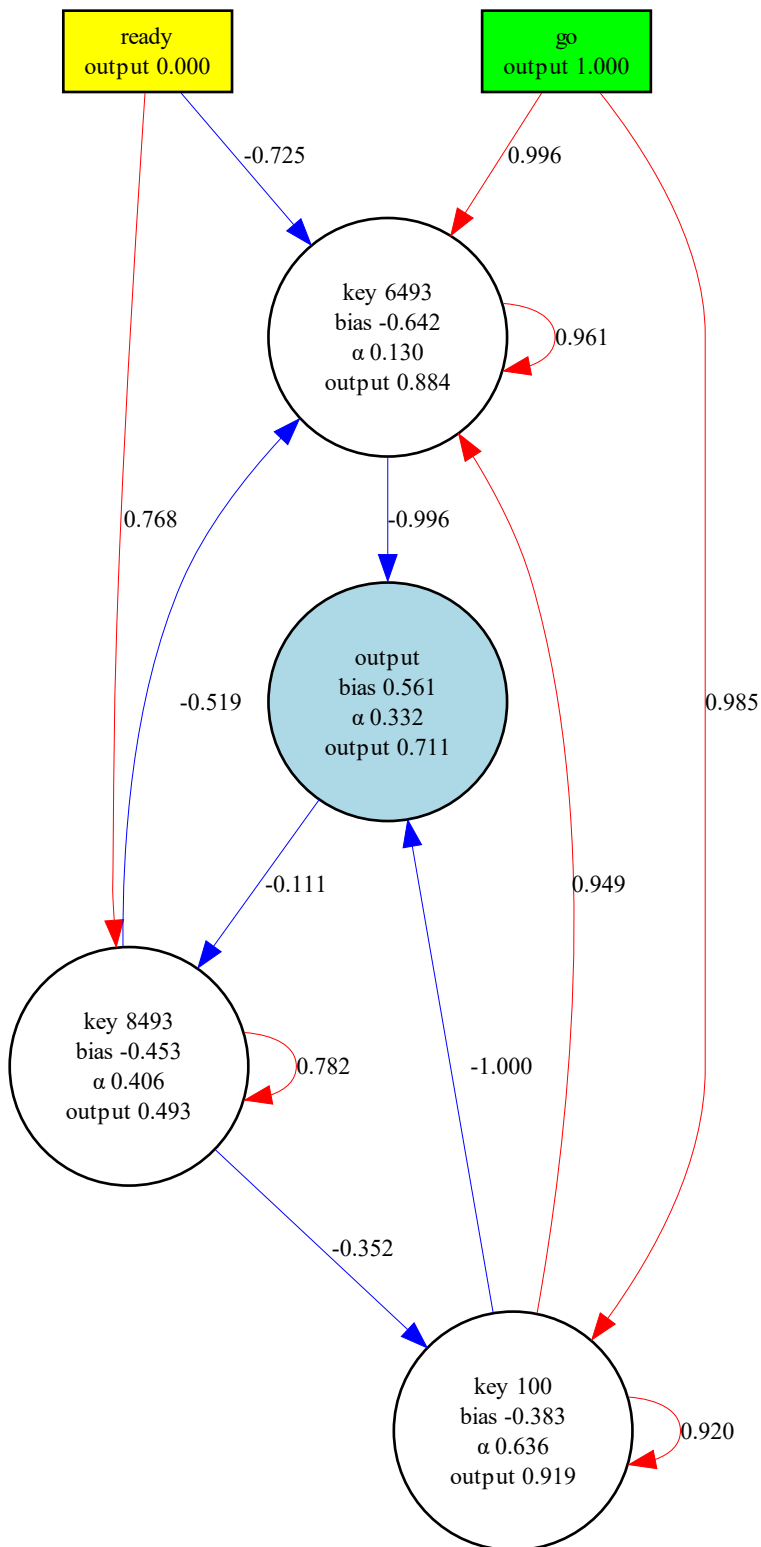 ready
output 0.000
go
output 1.000
-0.725
0.996
key 6493
bias -0.642
α 0.130
output 0.884
0.961
0.768
-0.996
output
bias 0.561
α 0.332
output 0.711
-0.519
0.985
-0.111
0.949
key 8493
bias -0.453
α 0.406
output 0.493
0.782
-1.000
-0.352
key 100
bias -0.383
α 0.636
output 0.919
0.920